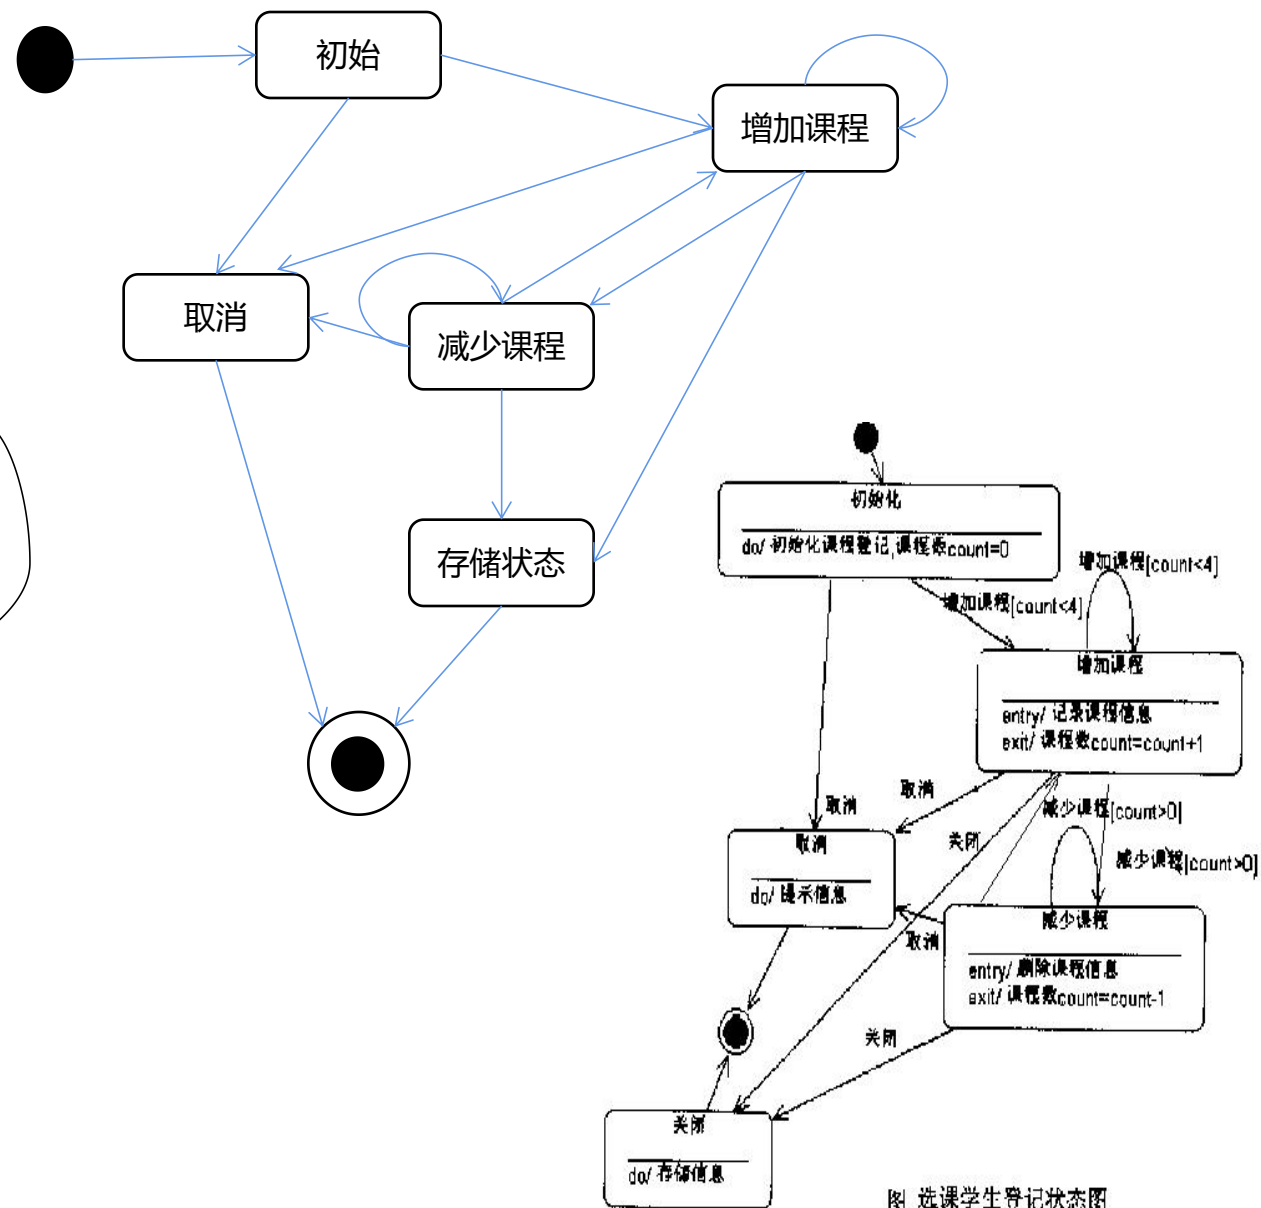 初始
增加课程
取消
减少课程
存储状态
初始化
do/ 初始化课程登记,课程数count=0
增加课程[count<4]
增加课程[count<4]
增加课程
entry/ 记录课程信息
exit/ 课程数count=count+1
取消
取消
关闭
减少课程[count>0]
减少课程[count>0]
取消
do/ 提示信息
取消
减少课程
entry/ 删除课程信息
exit/ 课程数count=count-1
关闭
关闭
do/ 存储信息
图 选课学生登记状态图